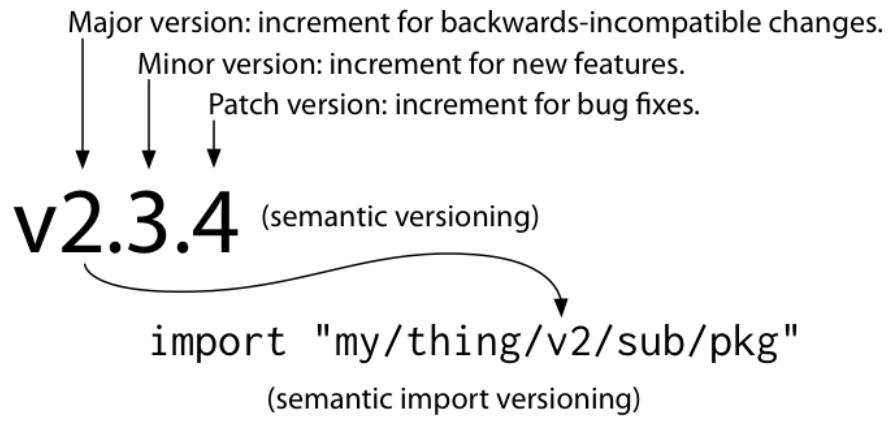 Major version: increment for backwards-incompatible changes.
Minor version: increment for new features.
Patch version: increment for bug fixes.
v2.3.4 (semantic versioning)
import "my/thing/v2/sub/pkg"
(semantic import versioning)